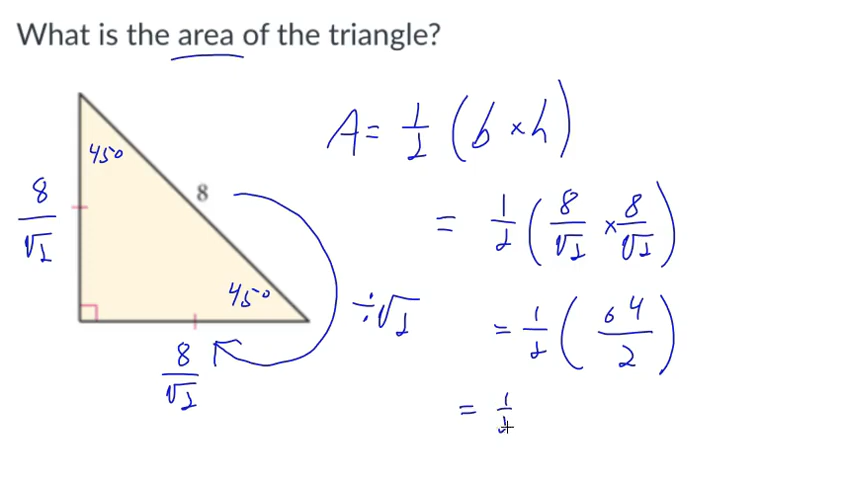 What is the area of the triangle?
A = 1/2 (b × h)
45°
8
8/√2
= 1/2 (8/√2 × 8/√2)
45°
÷√2
= 1/2 (64/2)
8/√2
= 1/2